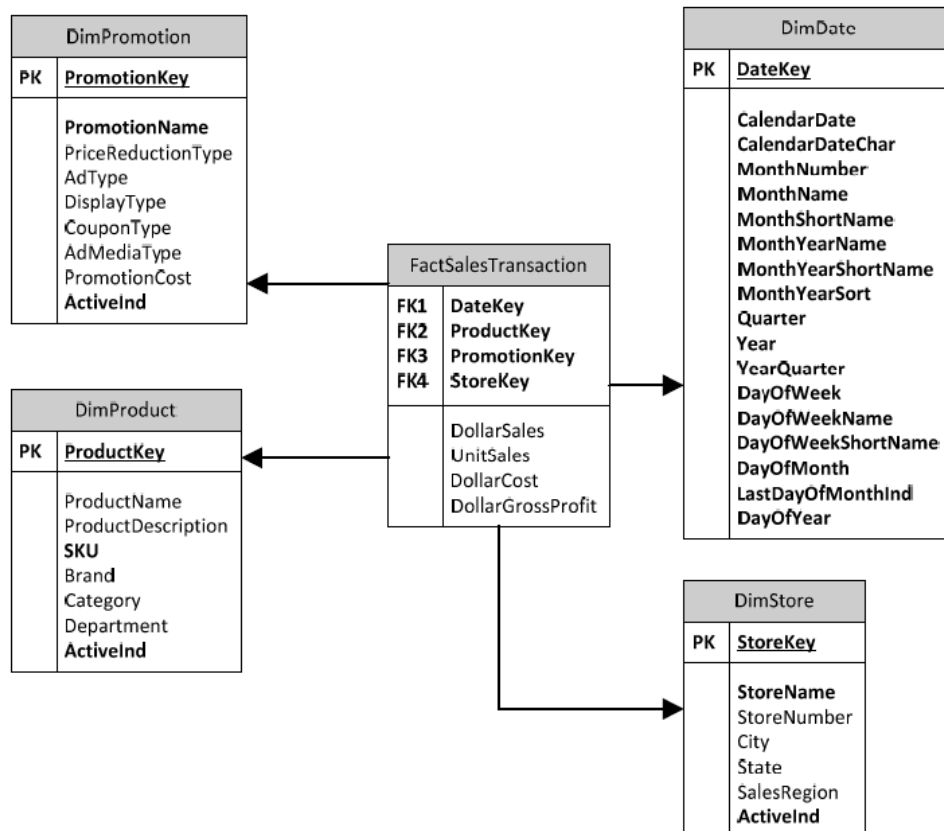 DimPromotion
PK PromotionKey
PromotionName
PriceReductionType
AdType
DisplayType
CouponType
AdMediaType
PromotionCost
ActiveInd
DimProduct
PK ProductKey
ProductName
ProductDescription
SKU
Brand
Category
Department
ActiveInd
FactSalesTransaction
FK1 DateKey
FK2 ProductKey
FK3 PromotionKey
FK4 StoreKey
DollarSales
UnitSales
DollarCost
DollarGrossProfit
DimDate
PK DateKey
CalendarDate
CalendarDateChar
MonthNumber
MonthName
MonthShortName
MonthYearName
MonthYearShortName
MonthYearSort
Quarter
Year
YearQuarter
DayOfWeek
DayOfWeekName
DayOfWeekShortName
DayOfMonth
LastDayOfMonthInd
DayOfYear
DimStore
PK StoreKey
StoreName
StoreNumber
City
State
SalesRegion
ActiveInd